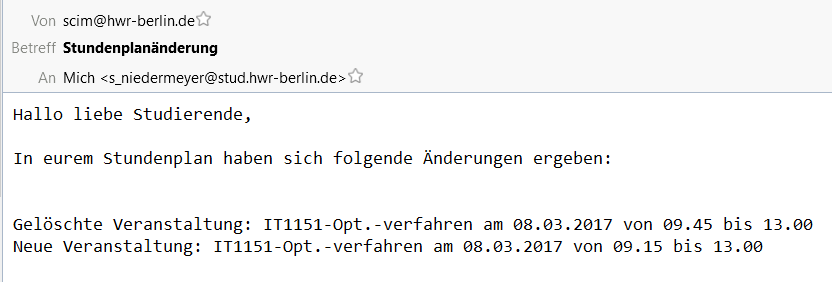 Von scim@hwr-berlin.de
Betreff Stundenplanänderung
An Mich <s_niedermeyer@stud.hwr-berlin.de>
Hallo liebe Studierende,
In eurem Stundenplan haben sich folgende Änderungen ergeben:
Gelöschte Veranstaltung: IT1151-Opt.-verfahren am 08.03.2017 von 09.45 bis 13.00
Neue Veranstaltung: IT1151-Opt.-verfahren am 08.03.2017 von 09.15 bis 13.00